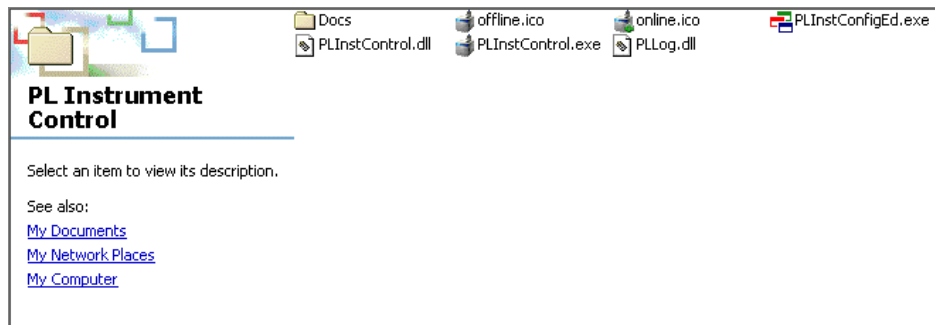 Docs offline.ico online.ico PLInstConfigEd.exe
PLInstControl.dll PLInstControl.exe PLLog.dll
PL Instrument
Control
Select an item to view its description.
See also:
My Documents
My Network Places
My Computer